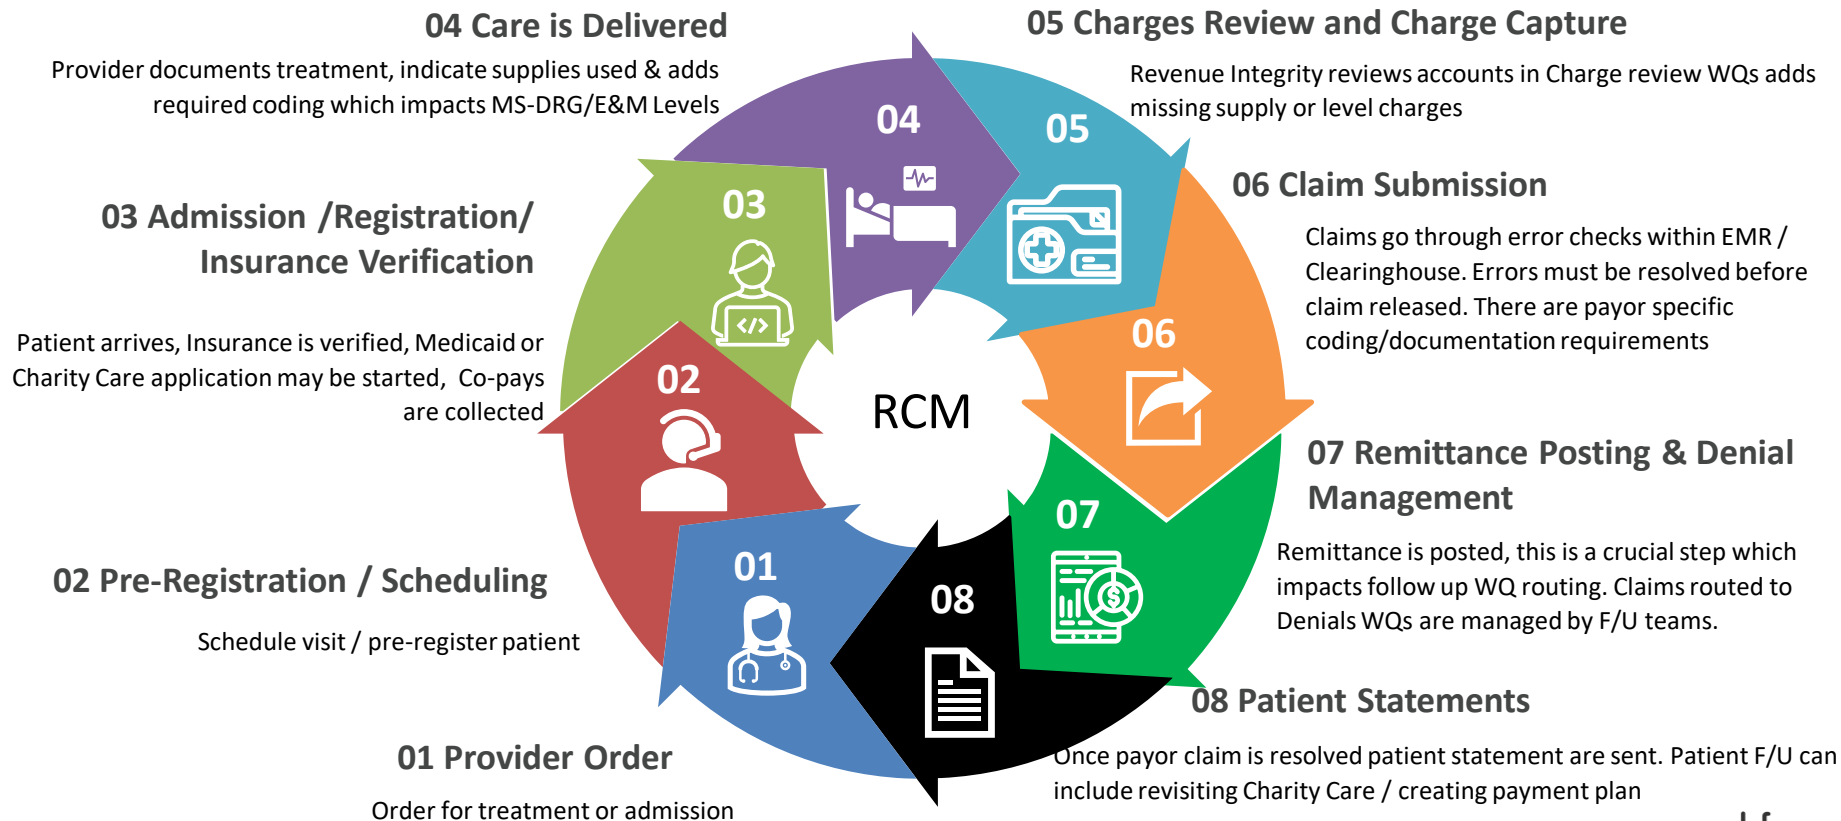 04 Care is Delivered
Provider documents treatment, indicate supplies used & adds
required coding which impacts MS-DRG/E&M Levels
05 Charges Review and Charge Capture
Revenue Integrity reviews accounts in Charge review WQs adds
missing supply or level charges
03 Admission /Registration/
Insurance Verification
Patient arrives, Insurance is verified, Medicaid or
Charity Care application may be started, Co-pays
are collected
06 Claim Submission
Claims go through error checks within EMR /
Clearinghouse. Errors must be resolved before
claim released. There are payor specific
coding/documentation requirements
04
05
03
</>
06
02
RCM
07
01
08
$
02 Pre-Registration / Scheduling
Schedule visit / pre-register patient
07 Remittance Posting & Denial
Management
Remittance is posted, this is a crucial step which
impacts follow up WQ routing. Claims routed to
Denials WQs are managed by F/U teams.
01 Provider Order
Order for treatment or admission
08 Patient Statements
Once payor claim is resolved patient statement are sent. Patient F/U can
include revisiting Charity Care / creating payment plan